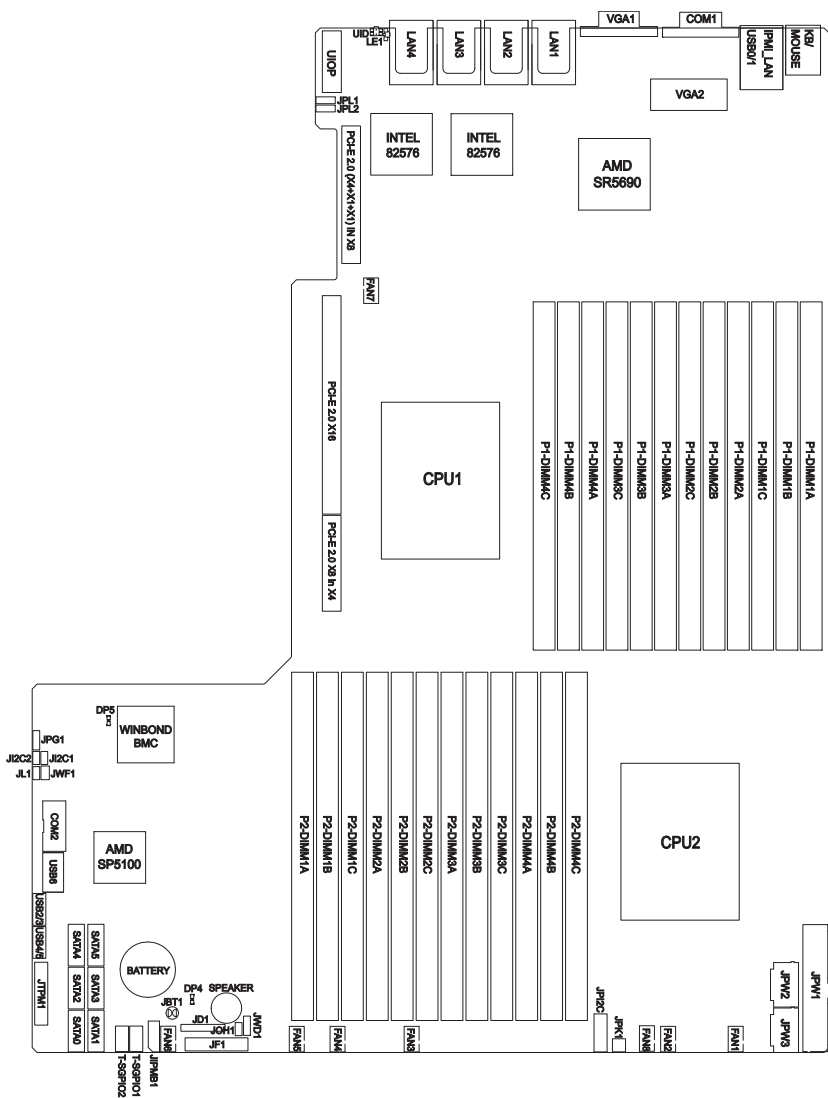 VGA1
COM1
UID
LE1
LAN4
LAN3
LAN2
LAN1
IPMI_LAN
USB0/1
KB/
MOUSE
UIOP
VGA2
JPL1
JPL2
INTEL
82576
INTEL
82576
AMD
SR5690
PCI-E 2.0 (X4+X1+X1) IN X8
FAN7
PCI-E 2.0 X16
CPU1
P1-DIMM4C
P1-DIMM4B
P1-DIMM4A
P1-DIMM3C
P1-DIMM3B
P1-DIMM3A
P1-DIMM2C
P1-DIMM2B
P1-DIMM2A
P1-DIMM1C
P1-DIMM1B
P1-DIMM1A
PCI-E 2.0 X8 In X4
DP5
WINBOND
BMC
JPG1
JI2C2
JI2C1
JL1
JWF1
COM2
AMD
SP5100
USB6
USB2/3
USB4/5
P2-DIMM1A
P2-DIMM1B
P2-DIMM1C
P2-DIMM2A
P2-DIMM2B
P2-DIMM2C
P2-DIMM3A
P2-DIMM3B
P2-DIMM3C
P2-DIMM4A
P2-DIMM4B
P2-DIMM4C
CPU2
SATA4
SATA5
BATTERY
JTPM1
SATA2
SATA3
DP4
SPEAKER
JBT1
JD1
JOH1
JWD1
SATA0
SATA1
T-SGPIO2
T-SGPIO1
JIPMB1
FAN6
JF1
FAN5
FAN4
FAN3
JPI2C
JPK1
FAN8
FAN2
FAN1
JPW2
JPW3
JPW1